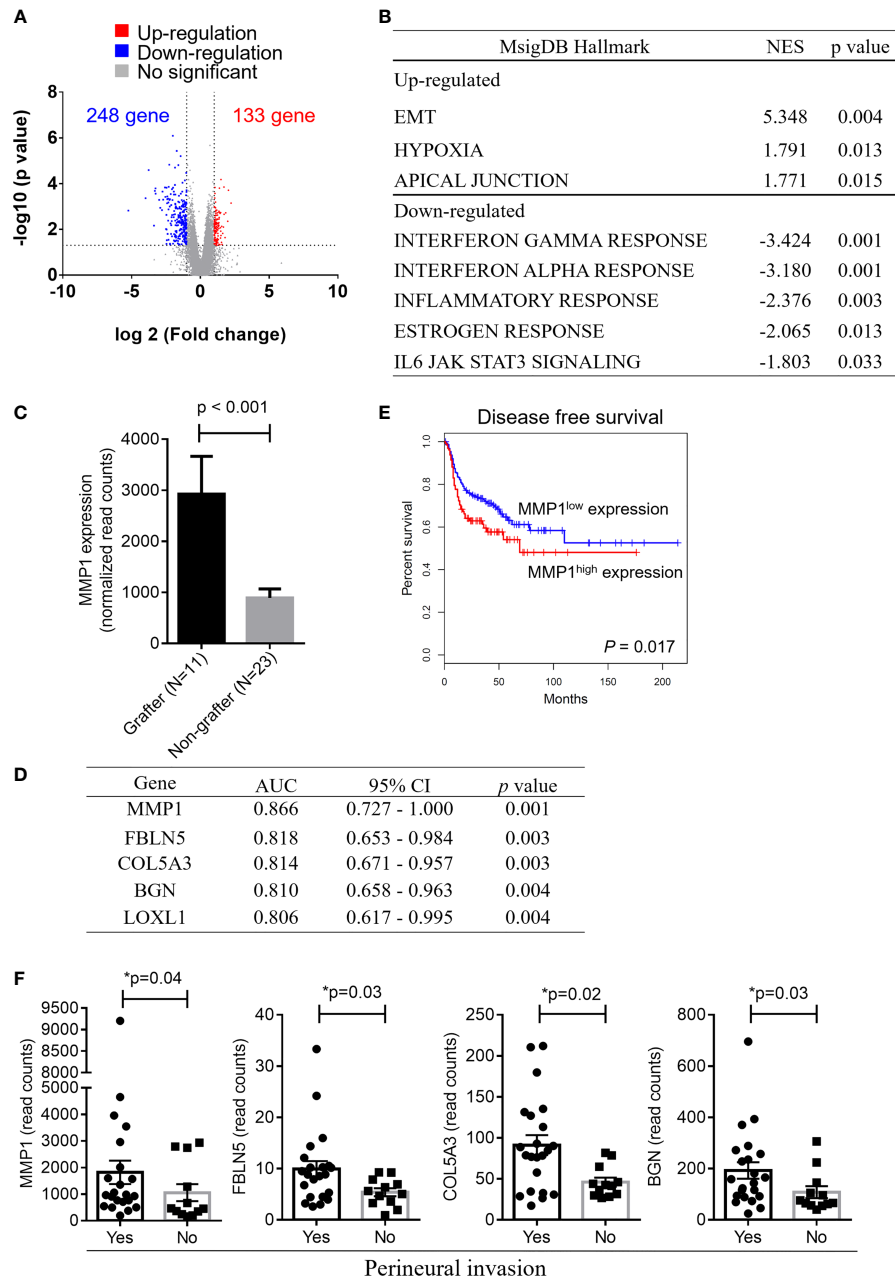 A
Up-regulation
Down-regulation
No significant
248 gene
133 gene
8
6
4
2
0
-10
-5
0
5
10
-log10 (p value)
log 2 (Fold change)
B
MsigDB Hallmark NES p value
Up-regulated
EMT 5.348 0.004
HYPOXIA 1.791 0.013
APICAL JUNCTION 1.771 0.015
Down-regulated
INTERFERON GAMMA RESPONSE -3.424 0.001
INTERFERON ALPHA RESPONSE -3.180 0.001
INFLAMMATORY RESPONSE -2.376 0.003
ESTROGEN RESPONSE -2.065 0.013
IL6 JAK STAT3 SIGNALING -1.803 0.033
C
p < 0.001
4000
3000
2000
1000
0
MMP1 expression
(normalized read counts)
Grafter (N=11)
Non-grafter (N=23)
E
Disease free survival
1.0
0.8
0.6
0.4
0.2
0.0
Percent survival
MMP1low expression
MMP1high expression
P = 0.017
0 50 100 150 200
Months
D
Gene AUC 95% CI p value
MMP1 0.866 0.727 - 1.000 0.001
FBLN5 0.818 0.653 - 0.984 0.003
COL5A3 0.814 0.671 - 0.957 0.003
BGN 0.810 0.658 - 0.963 0.004
LOXL1 0.806 0.617 - 0.995 0.004
F
*p=0.04
9500
9000
8500
8000
5000
4000
3000
2000
1000
0
MMP1 (read counts)
Yes No
*p=0.03
40
30
20
10
0
FBLN5 (read counts)
Yes No
*p=0.02
250
200
150
100
50
0
COL5A3 (read counts)
Yes No
*p=0.03
800
600
400
200
0
BGN (read counts)
Yes No
Perineural invasion